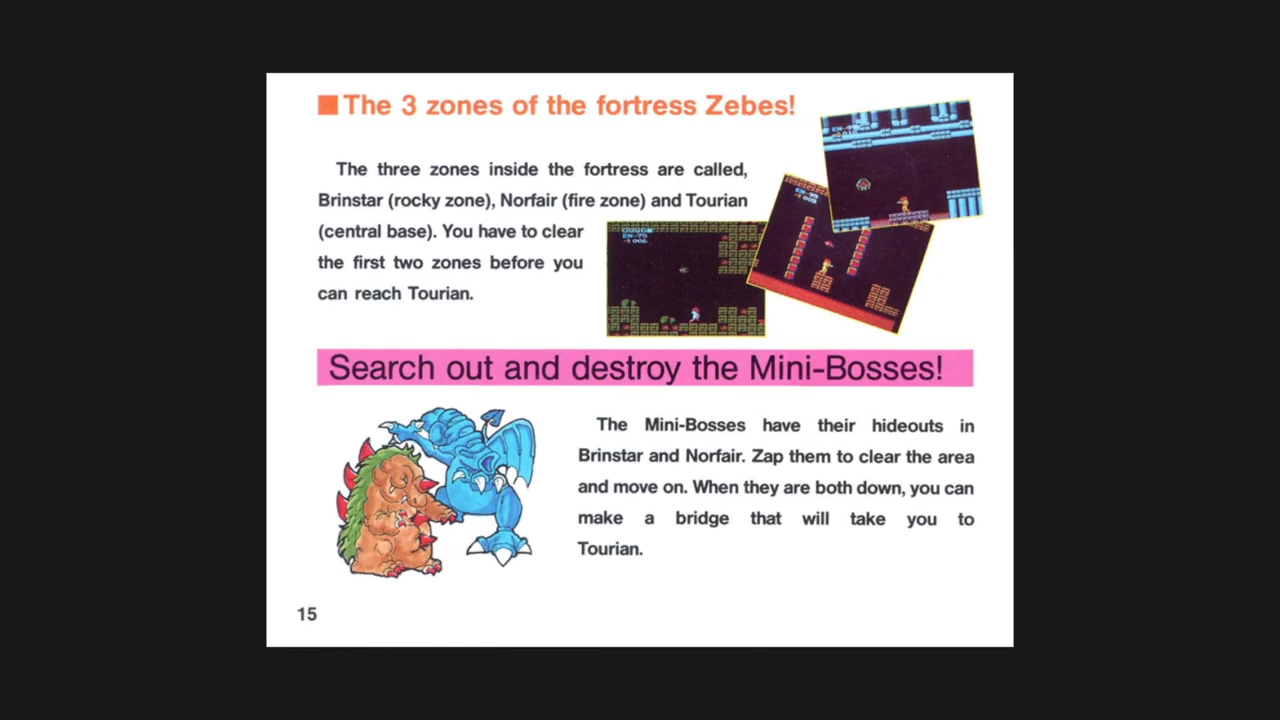 The 3 zones of the fortress Zebes!
The three zones inside the fortress are called,
Brinstar (rocky zone), Norfair (fire zone) and Tourian
(central base). You have to clear
the first two zones before you
can reach Tourian.
Search out and destroy the Mini-Bosses!
The Mini-Bosses have their hideouts in
Brinstar and Norfair. Zap them to clear the area
and move on. When they are both down, you can
make a bridge that will take you to
Tourian.
15